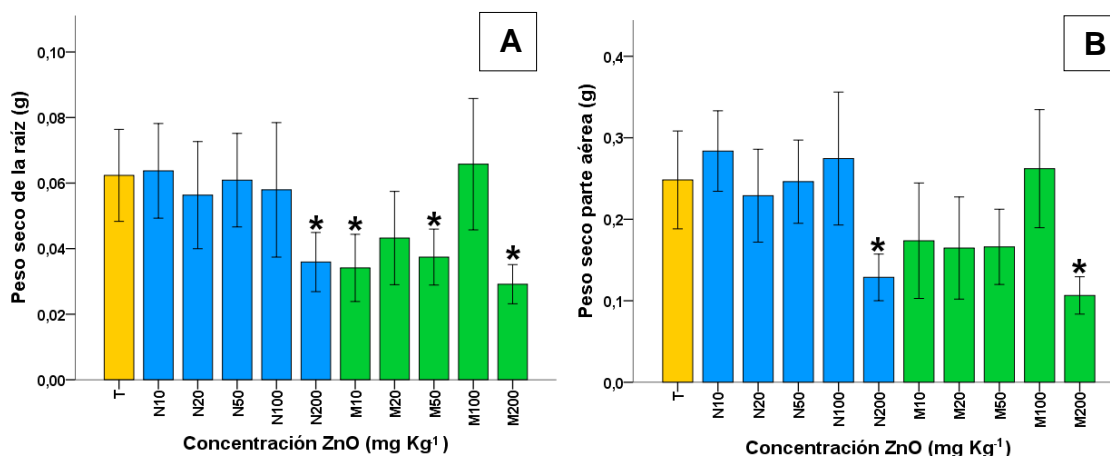 A
Peso seco de la raíz (g)
0,10
0,08
0,06
0,04
0,02
0,00
* * * *
T N10 N20 N50 N100 N200 M10 M20 M50 M100 M200
Concentración ZnO (mg Kg¹)
B
Peso seco parte aérea (g)
0,4
0,3
0,2
0,1
0,0
* *
T N10 N20 N50 N100 N200 M10 M20 M50 M100 M200
Concentración ZnO (mg Kg⁻¹)